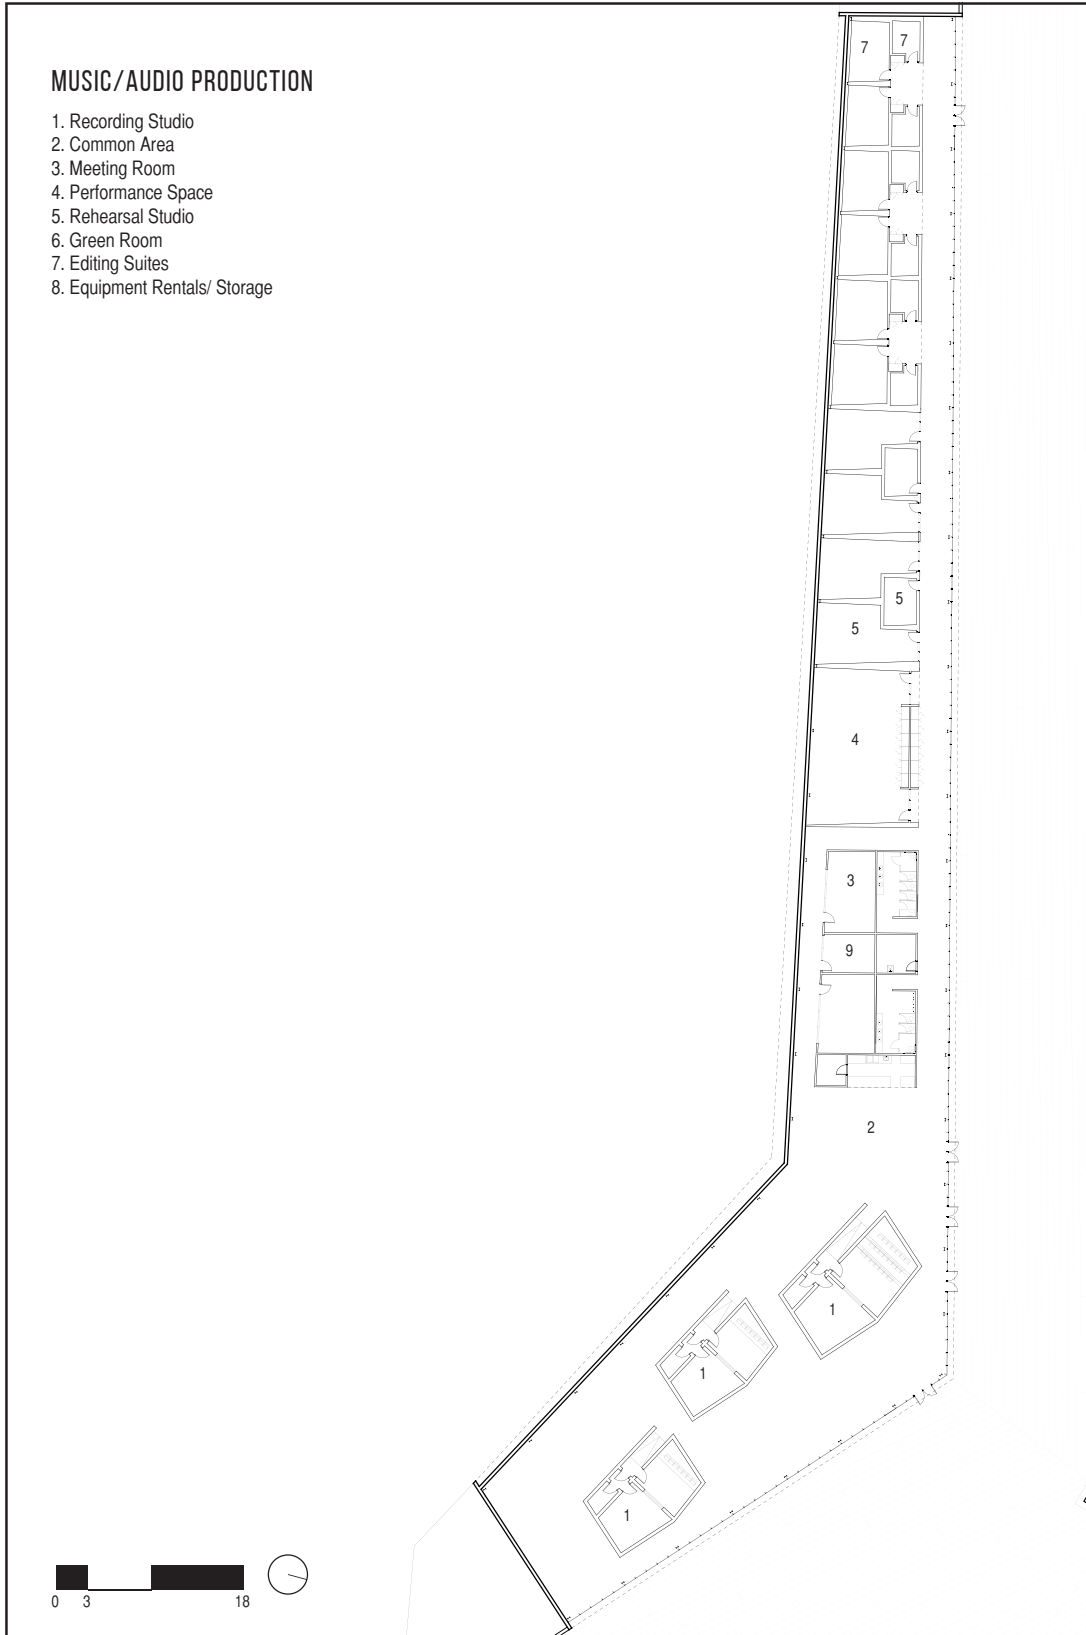 MUSIC/AUDIO PRODUCTION
1. Recording Studio
2. Common Area
3. Meeting Room
4. Performance Space
5. Rehearsal Studio
6. Green Room
7. Editing Suites
8. Equipment Rentals/ Storage
7
7
5
5
4
3
9
2
1
1
1
0 3 18